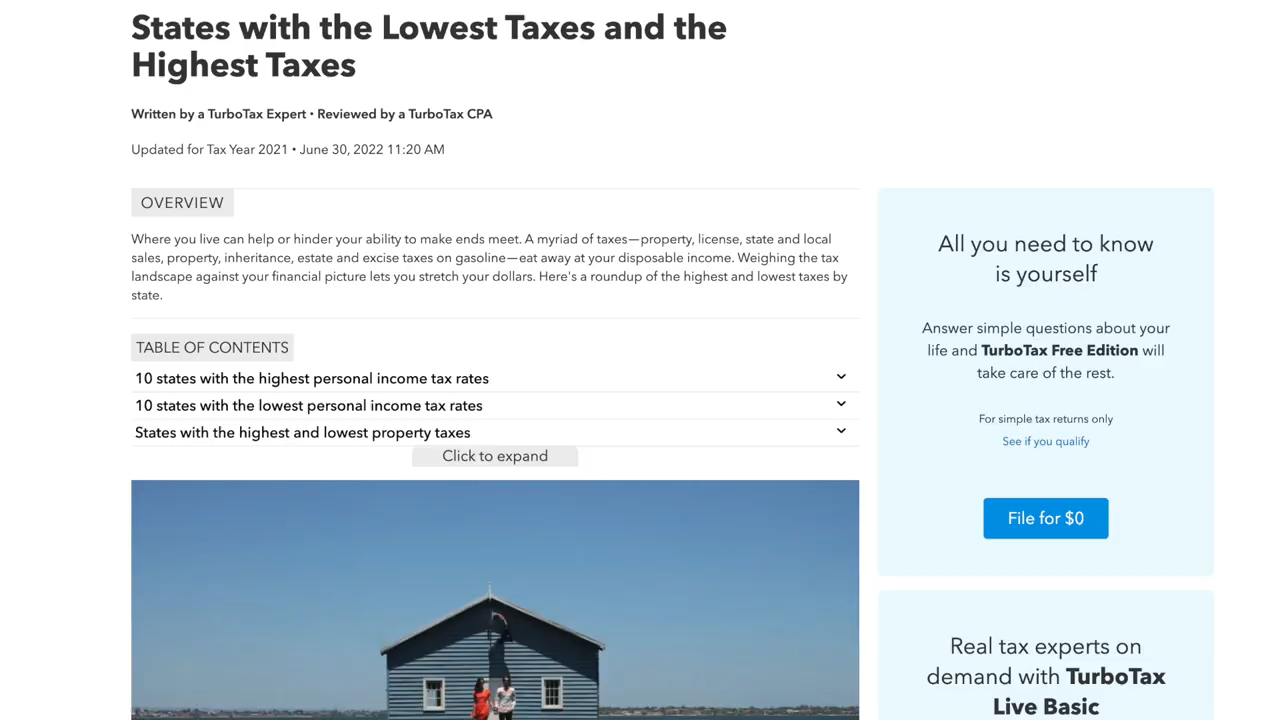 States with the Lowest Taxes and the
Highest Taxes
Written by a TurboTax Expert • Reviewed by a TurboTax CPA
Updated for Tax Year 2021 • June 30, 2022 11:20 AM
OVERVIEW
Where you live can help or hinder your ability to make ends meet. A myriad of taxes—property, license, state and local
sales, property, inheritance, estate and excise taxes on gasoline—eat away at your disposable income. Weighing the tax
landscape against your financial picture lets you stretch your dollars. Here's a roundup of the highest and lowest taxes by
state.
TABLE OF CONTENTS
10 states with the highest personal income tax rates
10 states with the lowest personal income tax rates
States with the highest and lowest property taxes
Click to expand
All you need to know
is yourself
Answer simple questions about your
life and TurboTax Free Edition will
take care of the rest.
For simple tax returns only
See if you qualify
File for $0
Real tax experts on
demand with TurboTax
Live Basic